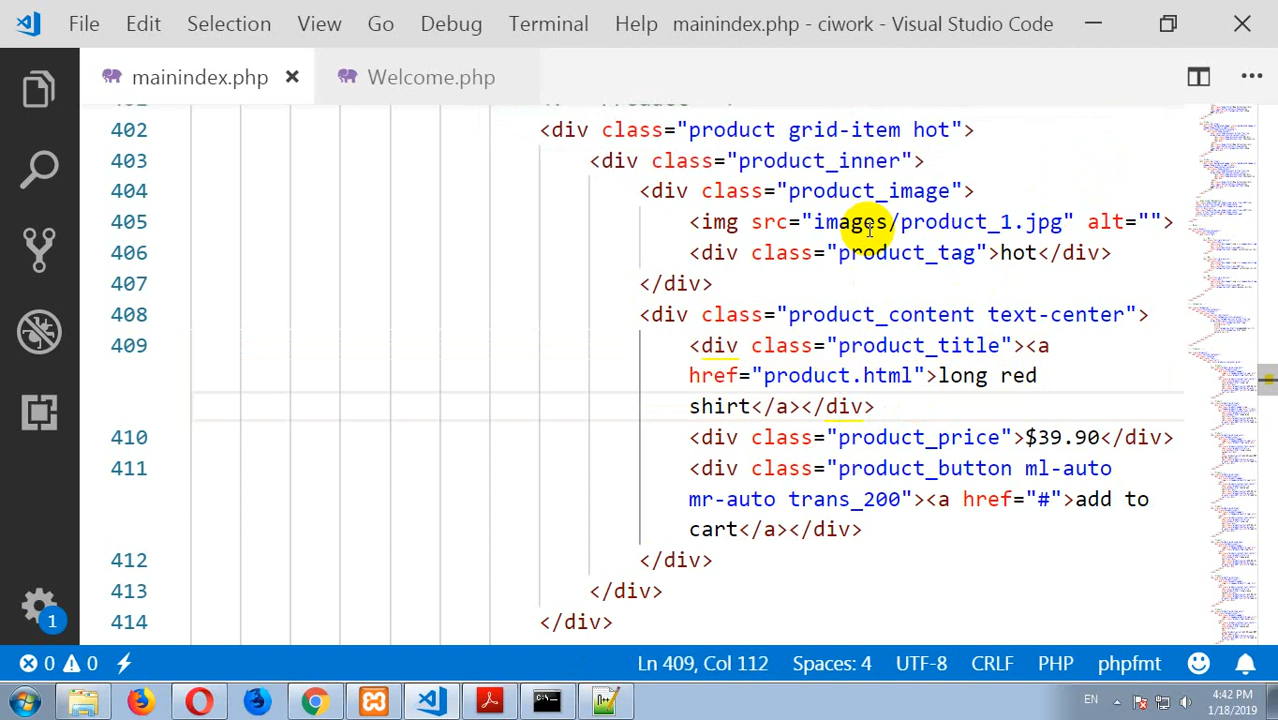 File Edit Selection View Go Debug Terminal Help mainindex.php - ciwork - Visual Studio Code
mainindex.php Welcome.php
402 <div class="product grid-item hot">
403 <div class="product_inner">
404 <div class="product_image">
405 <img src="images/product_1.jpg" alt="">
406 <div class="product_tag">hot</div>
407 </div>
408 <div class="product_content text-center">
409 <div class="product_title"><a
href="product.html">long red
shirt</a></div>
410 <div class="product_price">$39.90</div>
411 <div class="product_button ml-auto
mr-auto trans_200"><a href="#">add to
cart</a></div>
412 </div>
413 </div>
414 </div>
1
0 0 Ln 409, Col 112 Spaces: 4 UTF-8 CRLF PHP phpfmt
EN 4:42 PM
1/18/2019